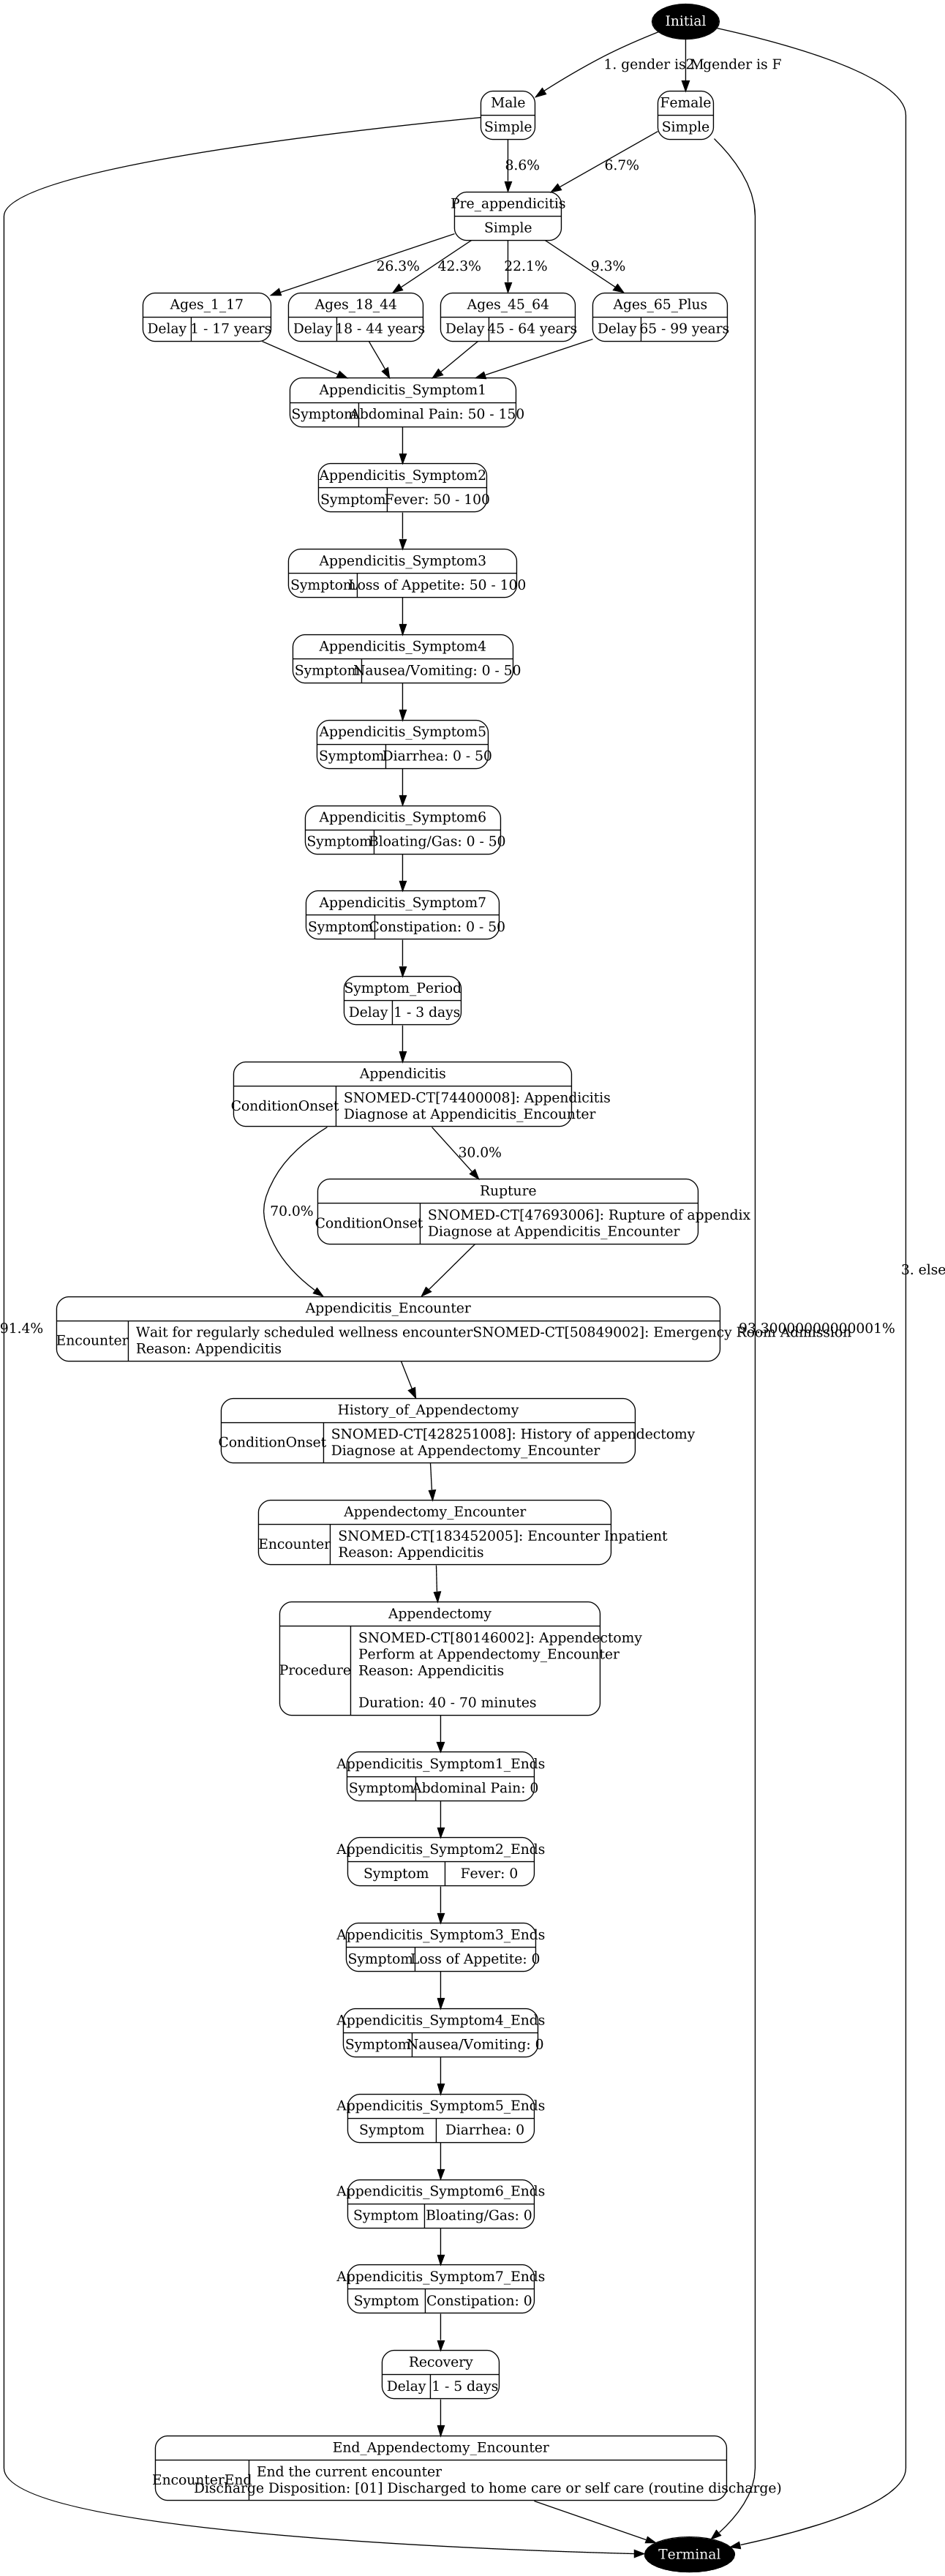 Initial
1. gender is M
2. gender is F
Male
Simple
Female
Simple
8.6%
6.7%
Pre_appendicitis
Simple
26.3%
42.3%
22.1%
9.3%
Ages_1_17
Delay
1 - 17 years
Ages_18_44
Delay
18 - 44 years
Ages_45_64
Delay
45 - 64 years
Ages_65_Plus
Delay
65 - 99 years
Appendicitis_Symptom1
Symptom
Abdominal Pain: 50 - 150
Appendicitis_Symptom2
Symptom
Fever: 50 - 100
Appendicitis_Symptom3
Symptom
Loss of Appetite: 50 - 100
Appendicitis_Symptom4
Symptom
Nausea/Vomiting: 0 - 50
Appendicitis_Symptom5
Symptom
Diarrhea: 0 - 50
Appendicitis_Symptom6
Symptom
Bloating/Gas: 0 - 50
Appendicitis_Symptom7
Symptom
Constipation: 0 - 50
Symptom_Period
Delay
1 - 3 days
Appendicitis
ConditionOnset
SNOMED-CT[74400008]: Appendicitis
Diagnose at Appendicitis_Encounter
30.0%
70.0%
Rupture
ConditionOnset
SNOMED-CT[47693006]: Rupture of appendix
Diagnose at Appendicitis_Encounter
3. else
91.4%
93.30000000000001%
Appendicitis_Encounter
Encounter
Wait for regularly scheduled wellness encounterSNOMED-CT[50849002]: Emergency Room Admission
Reason: Appendicitis
History_of_Appendectomy
ConditionOnset
SNOMED-CT[428251008]: History of appendectomy
Diagnose at Appendectomy_Encounter
Appendectomy_Encounter
Encounter
SNOMED-CT[183452005]: Encounter Inpatient
Reason: Appendicitis
Appendectomy
Procedure
SNOMED-CT[80146002]: Appendectomy
Perform at Appendectomy_Encounter
Reason: Appendicitis
Duration: 40 - 70 minutes
Appendicitis_Symptom1_Ends
Symptom
Abdominal Pain: 0
Appendicitis_Symptom2_Ends
Symptom
Fever: 0
Appendicitis_Symptom3_Ends
Symptom
Loss of Appetite: 0
Appendicitis_Symptom4_Ends
Symptom
Nausea/Vomiting: 0
Appendicitis_Symptom5_Ends
Symptom
Diarrhea: 0
Appendicitis_Symptom6_Ends
Symptom
Bloating/Gas: 0
Appendicitis_Symptom7_Ends
Symptom
Constipation: 0
Recovery
Delay
1 - 5 days
End_Appendectomy_Encounter
EncounterEnd
End the current encounter
Discharge Disposition: [01] Discharged to home care or self care (routine discharge)
Terminal